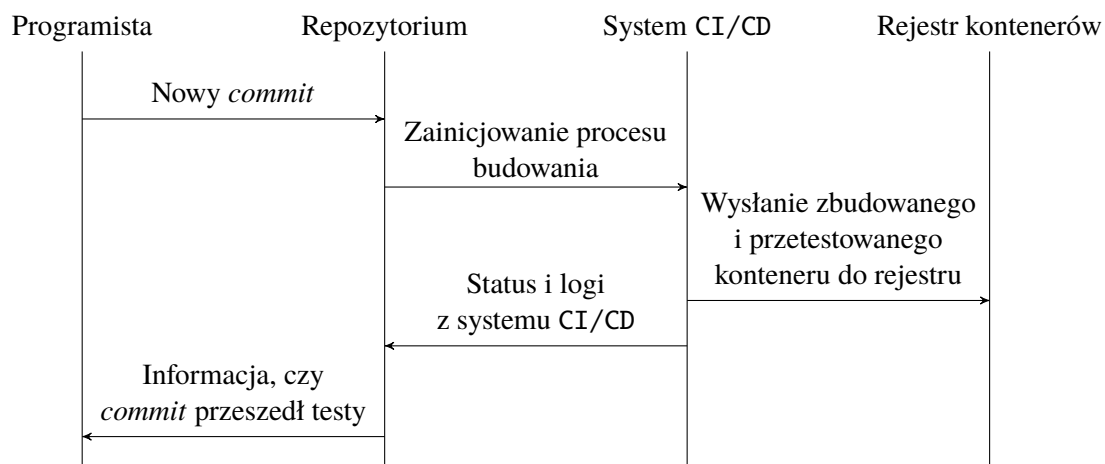 Programista
Repozytorium
System CI/CD
Rejestr kontenerów
Nowy commit
Zainicjowanie procesu
budowania
Wysłanie zbudowanego
i przetestowanego
konteneru do rejestru
Status i logi
z systemu CI/CD
Informacja, czy
commit przeszedł testy